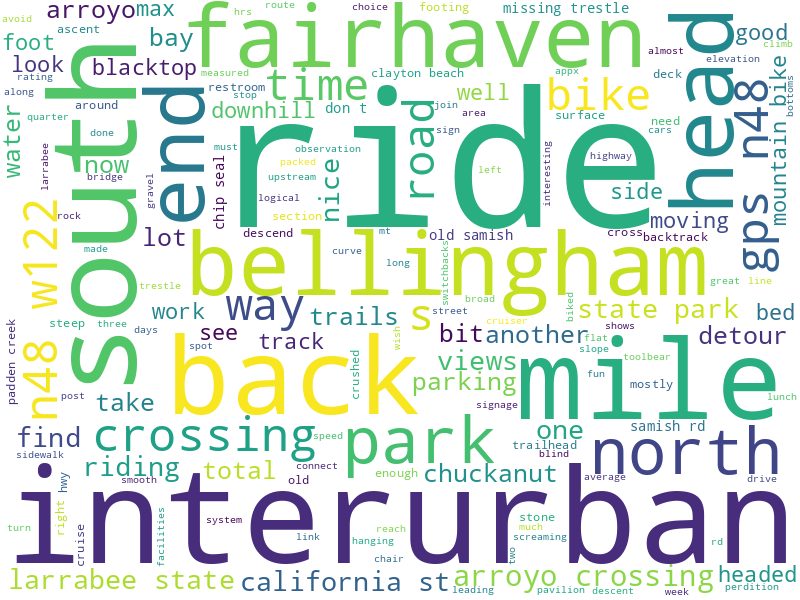 avoid
hrs
route
choice
footing
missing trestle
arroyo
max
ascent
foot
bay
fairhaven
head
good
almost
climb
look
blacktop
measured
time
clayton beach
appx
deck
elevation
rating
restroom
stop
downhill
don t
well
bike
surface
need
cars
bottoms
along
around
south
end
ride
road
join
area
sign
gps n48
mountain bike
water
quarter
done
now
must
observation
packed
left
highway
interesting
larrabee
bridge
gravel
chip seal
upstream
nice
logical
section
side
rock
w122
lot
descend
curve
mt
old samish
moving
cross
backtrack
made
bellingham
long
switchbacks
great
line
trestle
n48
way
s
street
broad
biked
state park
bed
work
trails
cruiser
steep
three
see
track
wish
bit
another
flat
shows
detour
padden creek
days
spot
back
views
slope
toolbear
crushed
parking
mile
fun
mostly
lunch
take
post
signage
find
crossing
park
one
samish rd
north
sidewalk
speed
trailhead
riding
total
connect
enough
chuckanut
blind
hwy
smooth
old
average
drive
interurban
right
turn
cruise
system
link
reach
stone
much
screaming
facilities
hanging
chair
two
rd
larrabee state
california st
arroyo crossing
headed
leading
pavilion
descent
week
perdition